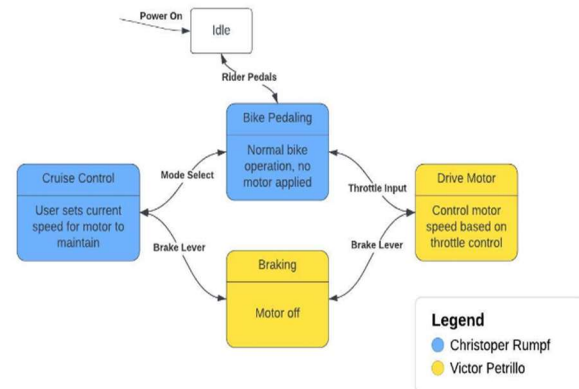 Power On
Idle
Rider Pedals
Bike Pedaling
Normal bike
operation, no
motor applied
Cruise Control
User sets current
speed for motor to
maintain
Mode Select
Throttle Input
Drive Motor
Control motor
speed based on
throttle control
Brake Lever
Brake Lever
Braking
Motor off
Legend
Christoper Rumpf
Victor Petrillo